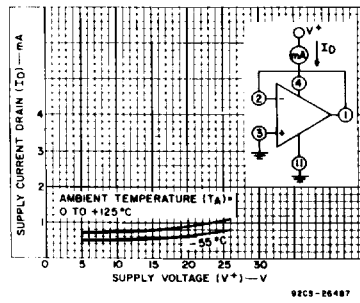 SUPPLY CURRENT DRAIN (ID)—mA
4
3
2
1
0
5
10
15
20
25
30
SUPPLY VOLTAGE (V+)—V
AMBIENT TEMPERATURE (TA)=
0 TO +125°C
-55°C
V+
mA
ID
4
2
-
1
3
+
11
92CS-26487